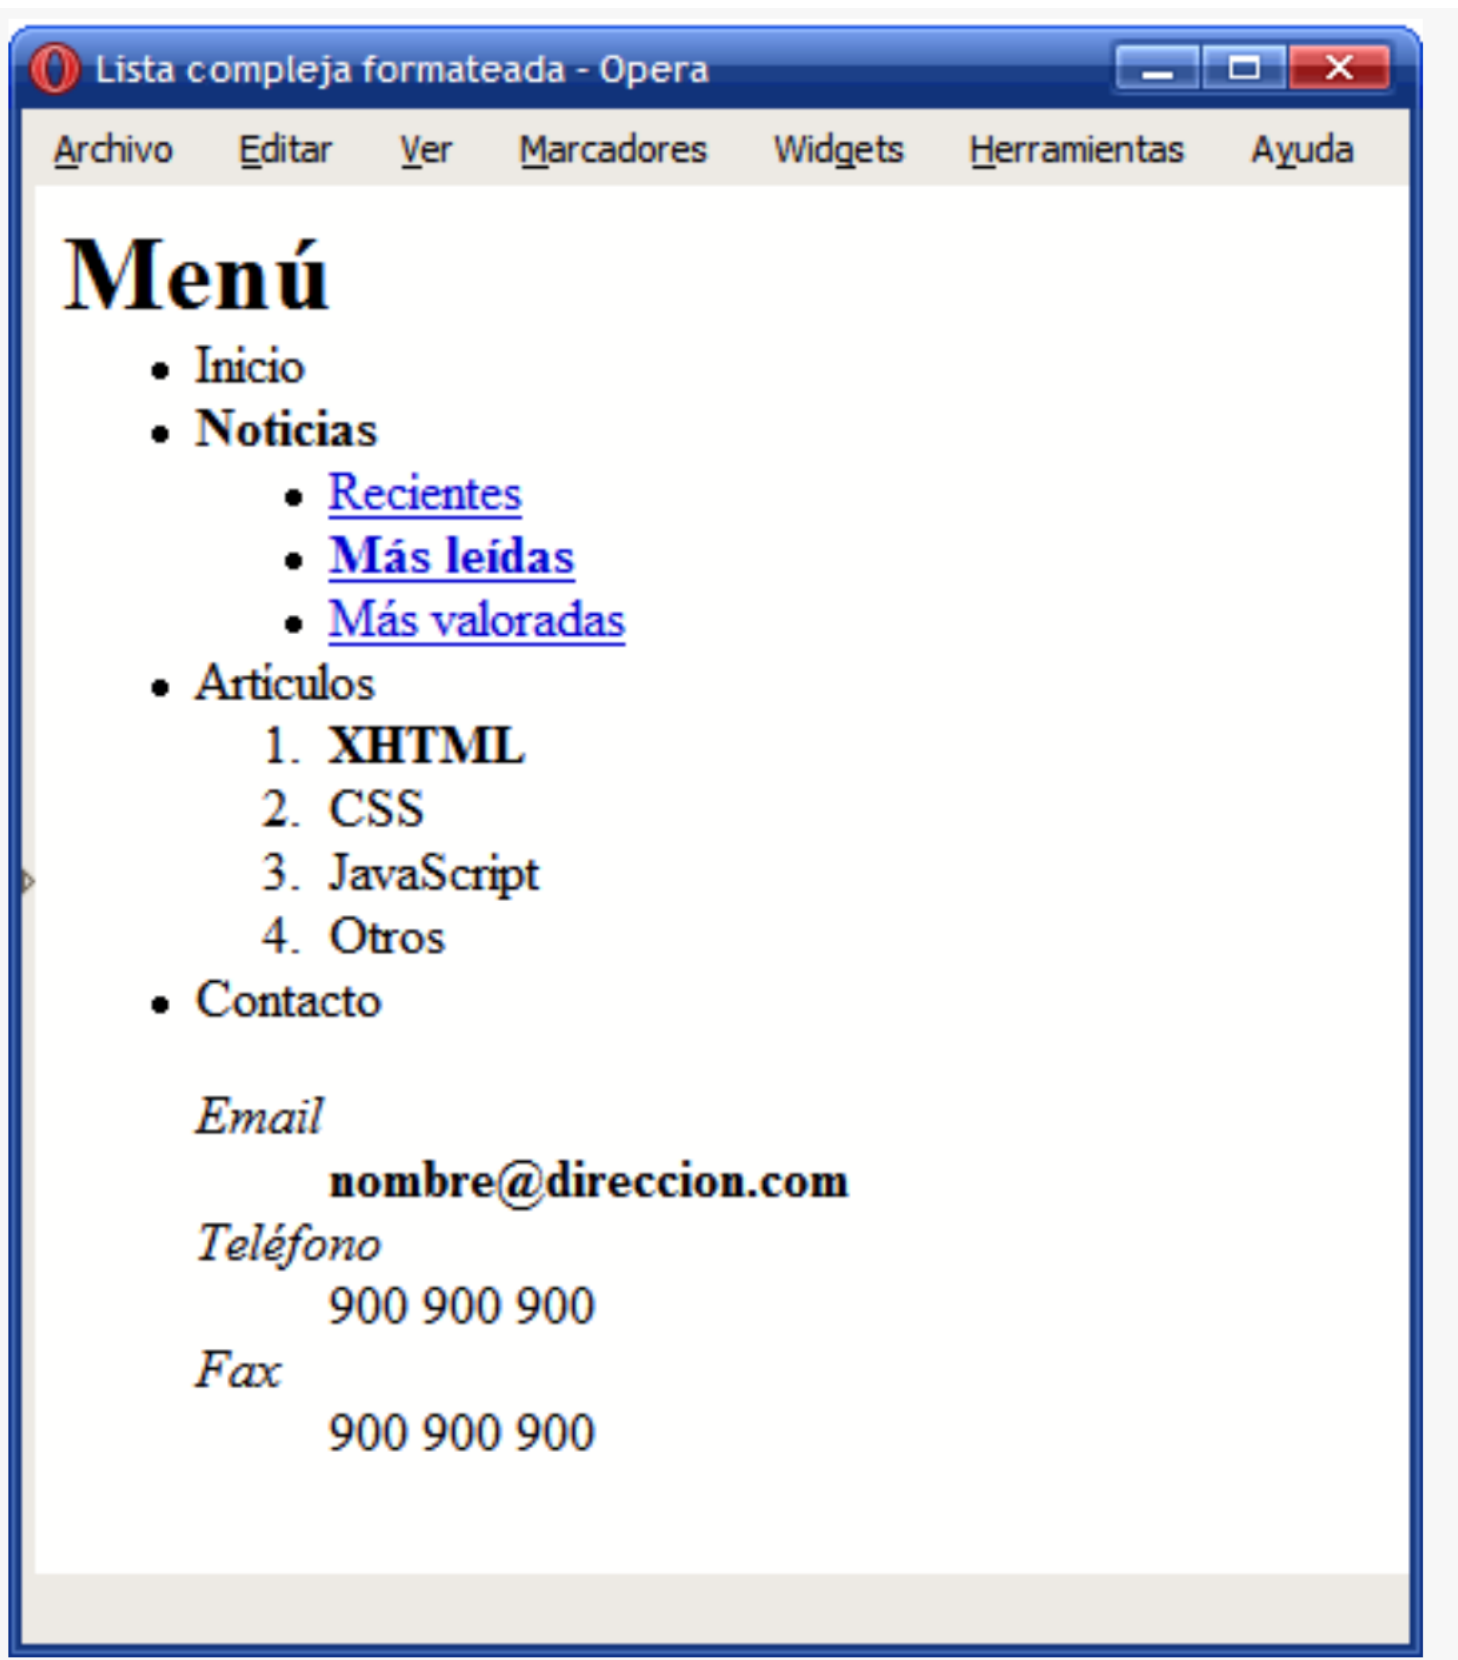 Lista compleja formateada - Opera
Archivo Editar Ver Marcadores Widgets Herramientas Ayuda
Menú
• Inicio
• Noticias
• Recientes
• Más leídas
• Más valoradas
• Artículos
1. XHTML
2. CSS
3. JavaScript
4. Otros
• Contacto
Email
nombre@direccion.com
Teléfono
900 900 900
Fax
900 900 900